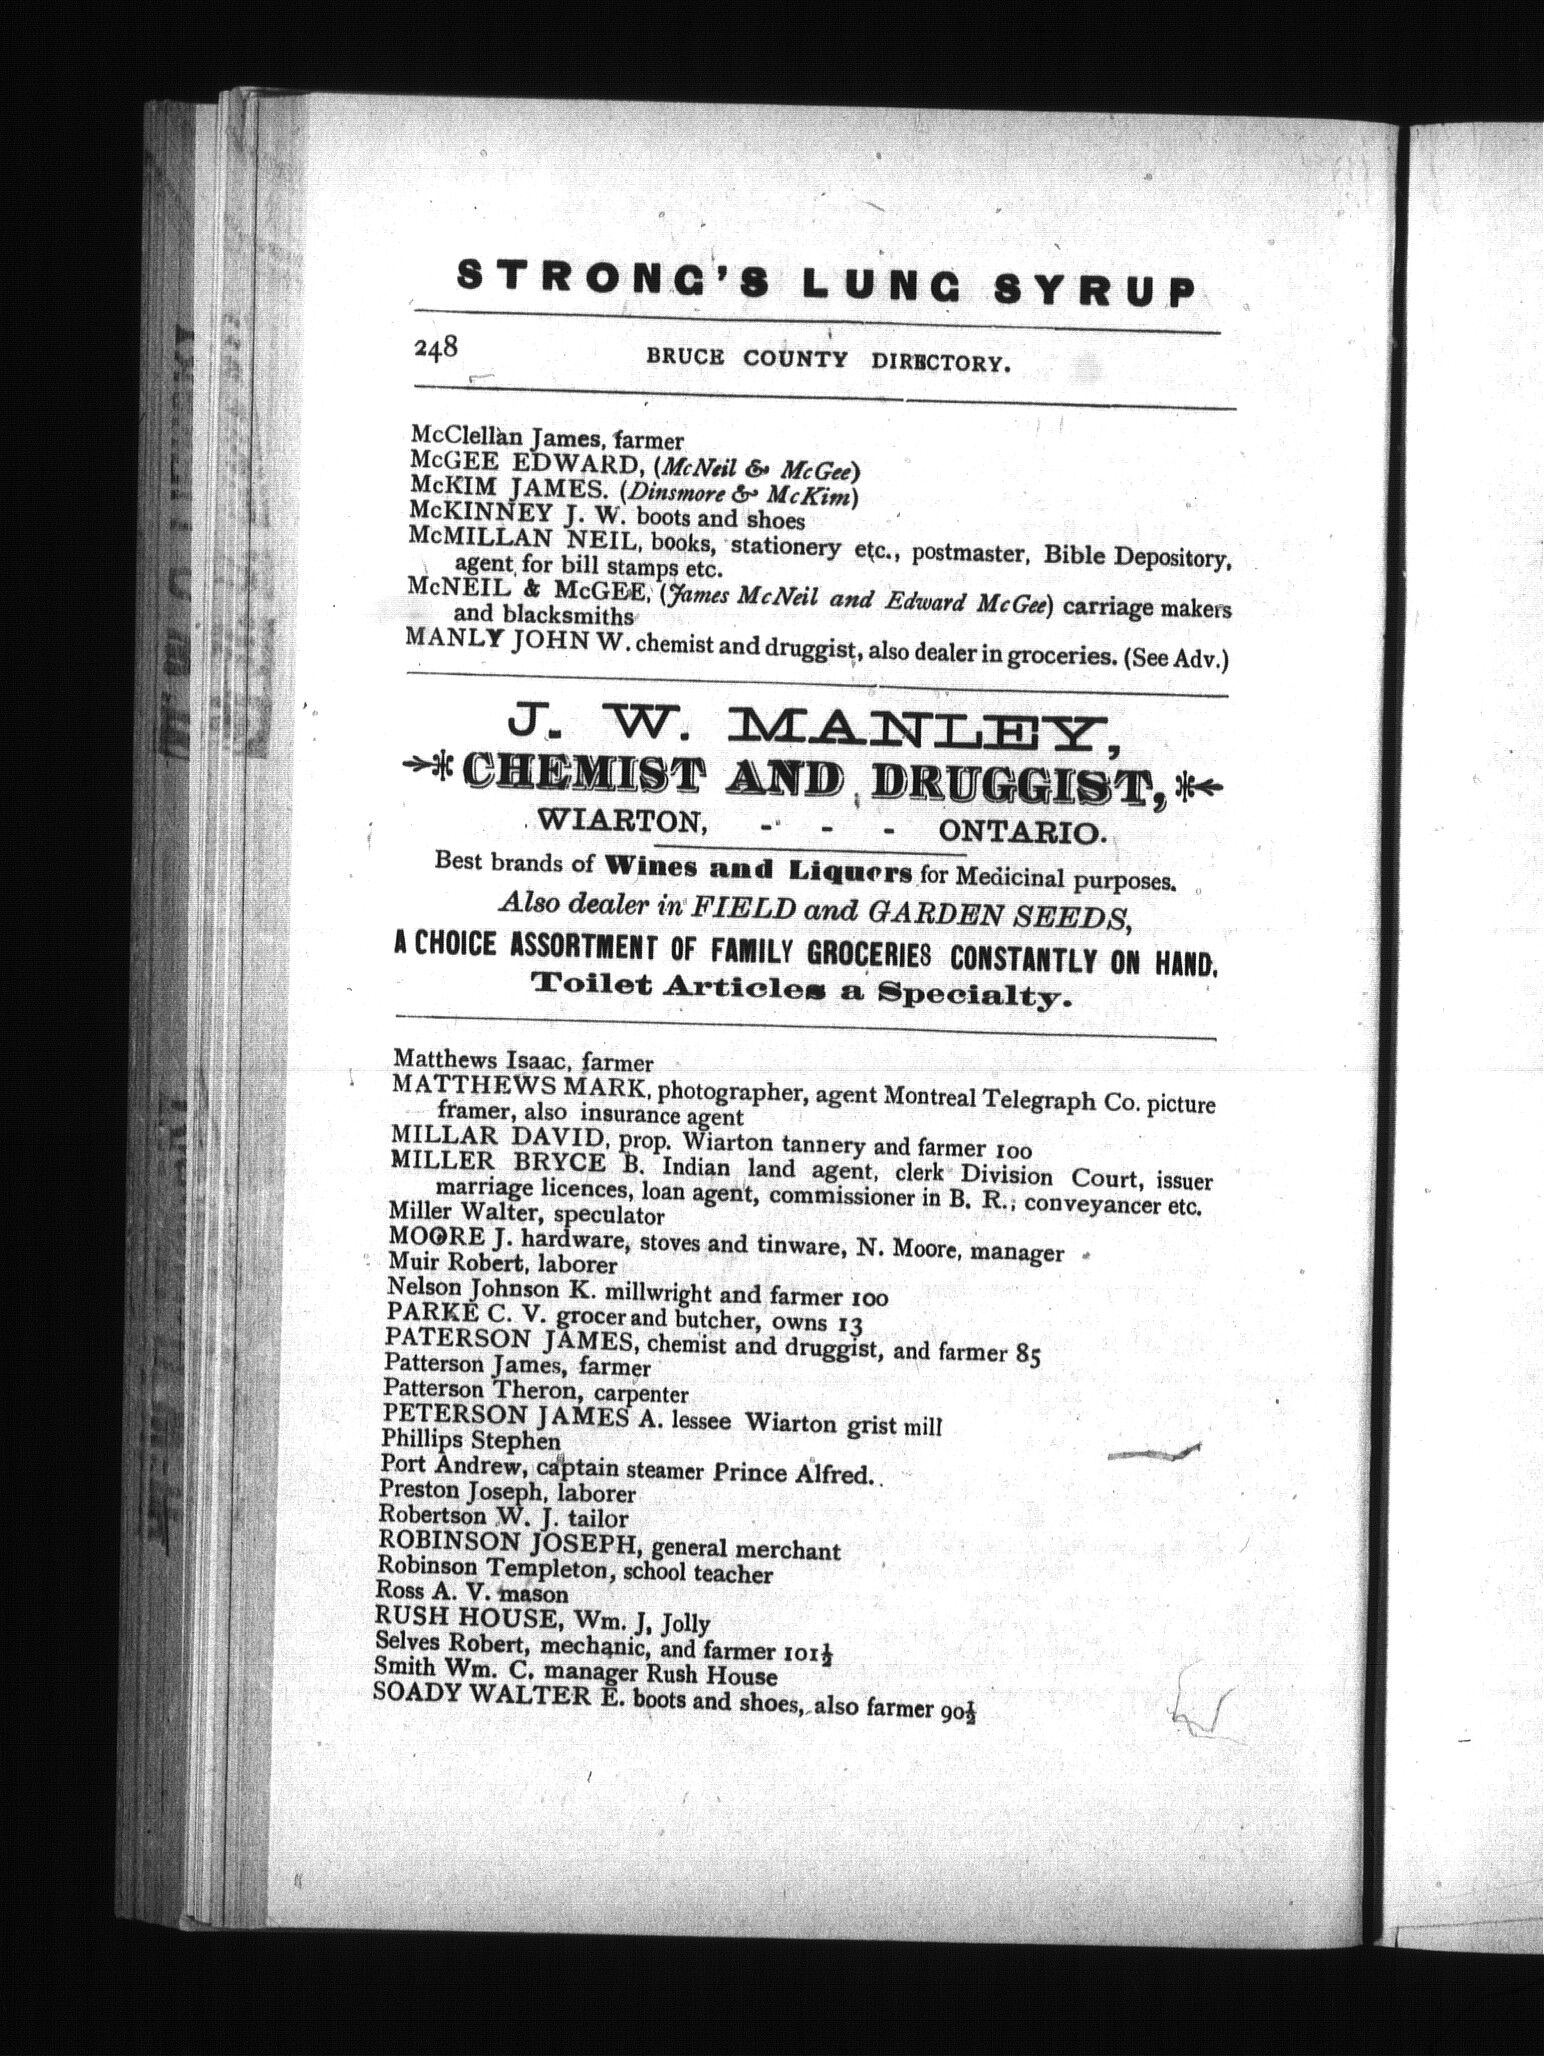 STRONG'S LUNG SYRUP
248 BRUCE COUNTY DIRECTORY.
McClellan James, farmer
McGEE EDWARD, (McNeil & McGee)
McKIM JAMES. (Dinsmore & McKim)
McKINNEY J. W. boots and shoes
McMILLAN NEIL, books, stationery etc., postmaster, Bible Depository,
agent for bill stamps etc.
McNEIL & McGEE, (James McNeil and Edward McGee) carriage makers
and blacksmiths
MANLY JOHN W. chemist and druggist, also dealer in groceries. (See Adv.)
J. W. MANLEY,
CHEMIST AND DRUGGIST,
WIARTON, - - - ONTARIO.
Best brands of Wines and Liquors for Medicinal purposes.
Also dealer in FIELD and GARDEN SEEDS,
A CHOICE ASSORTMENT OF FAMILY GROCERIES CONSTANTLY ON HAND.
Toilet Articles a Specialty.
Matthews Isaac, farmer
MATTHEWS MARK, photographer, agent Montreal Telegraph Co. picture
framer, also insurance agent
MILLAR DAVID, prop. Wiarton tannery and farmer 100
MILLER BRYCE B. Indian land agent, clerk Division Court, issuer
marriage licences, loan agent, commissioner in B. R., conveyancer etc.
Miller Walter, speculator
MOORE J. hardware, stoves and tinware, N. Moore, manager
Muir Robert, laborer
Nelson Johnson K. millwright and farmer 100
PARKE C. V. grocer and butcher, owns 13
PATERSON JAMES, chemist and druggist, and farmer 85
Patterson James, farmer
Patterson Theron, carpenter
PETERSON JAMES A. lessee Wiarton grist mill
Phillips Stephen
Port Andrew, captain steamer Prince Alfred.
Preston Joseph, laborer
Robertson W. J. tailor
ROBINSON JOSEPH, general merchant
Robinson Templeton, school teacher
Ross A. V. mason
RUSH HOUSE, Wm. J, Jolly
Selves Robert, mechanic, and farmer 101½
Smith Wm. C. manager Rush House
SOADY WALTER E. boots and shoes, also farmer 90½